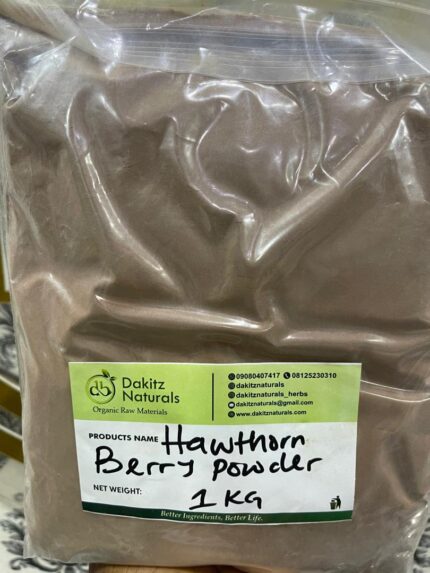 Dakitz
Naturals
Organic Raw Materials
09080407417 08125230310
dakitznaturals
dakitznaturals_herbs
dakitznaturals@gmail.com
www.dakitznaturals.com
PRODUCTS NAME Hawthorn
Berry powder
NET WEIGHT: 1 KG
Better Ingredients, Better Life.